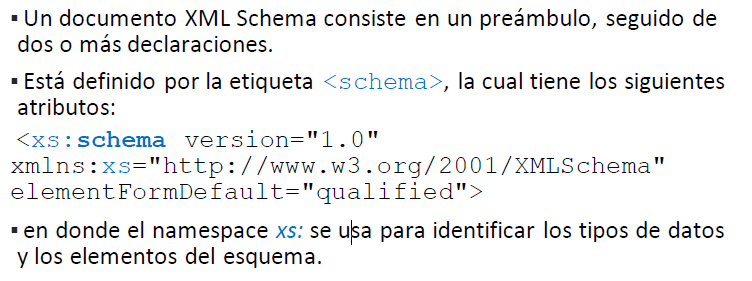 ▪ Un documento XML Schema consiste en un preámbulo, seguido de
dos o más declaraciones.
▪ Está definido por la etiqueta <schema>, la cual tiene los siguientes
atributos:
<xs:schema version="1.0"
xmlns:xs="http://www.w3.org/2001/XMLSchema"
elementFormDefault="qualified">
▪ en donde el namespace xs: se usa para identificar los tipos de datos
y los elementos del esquema.